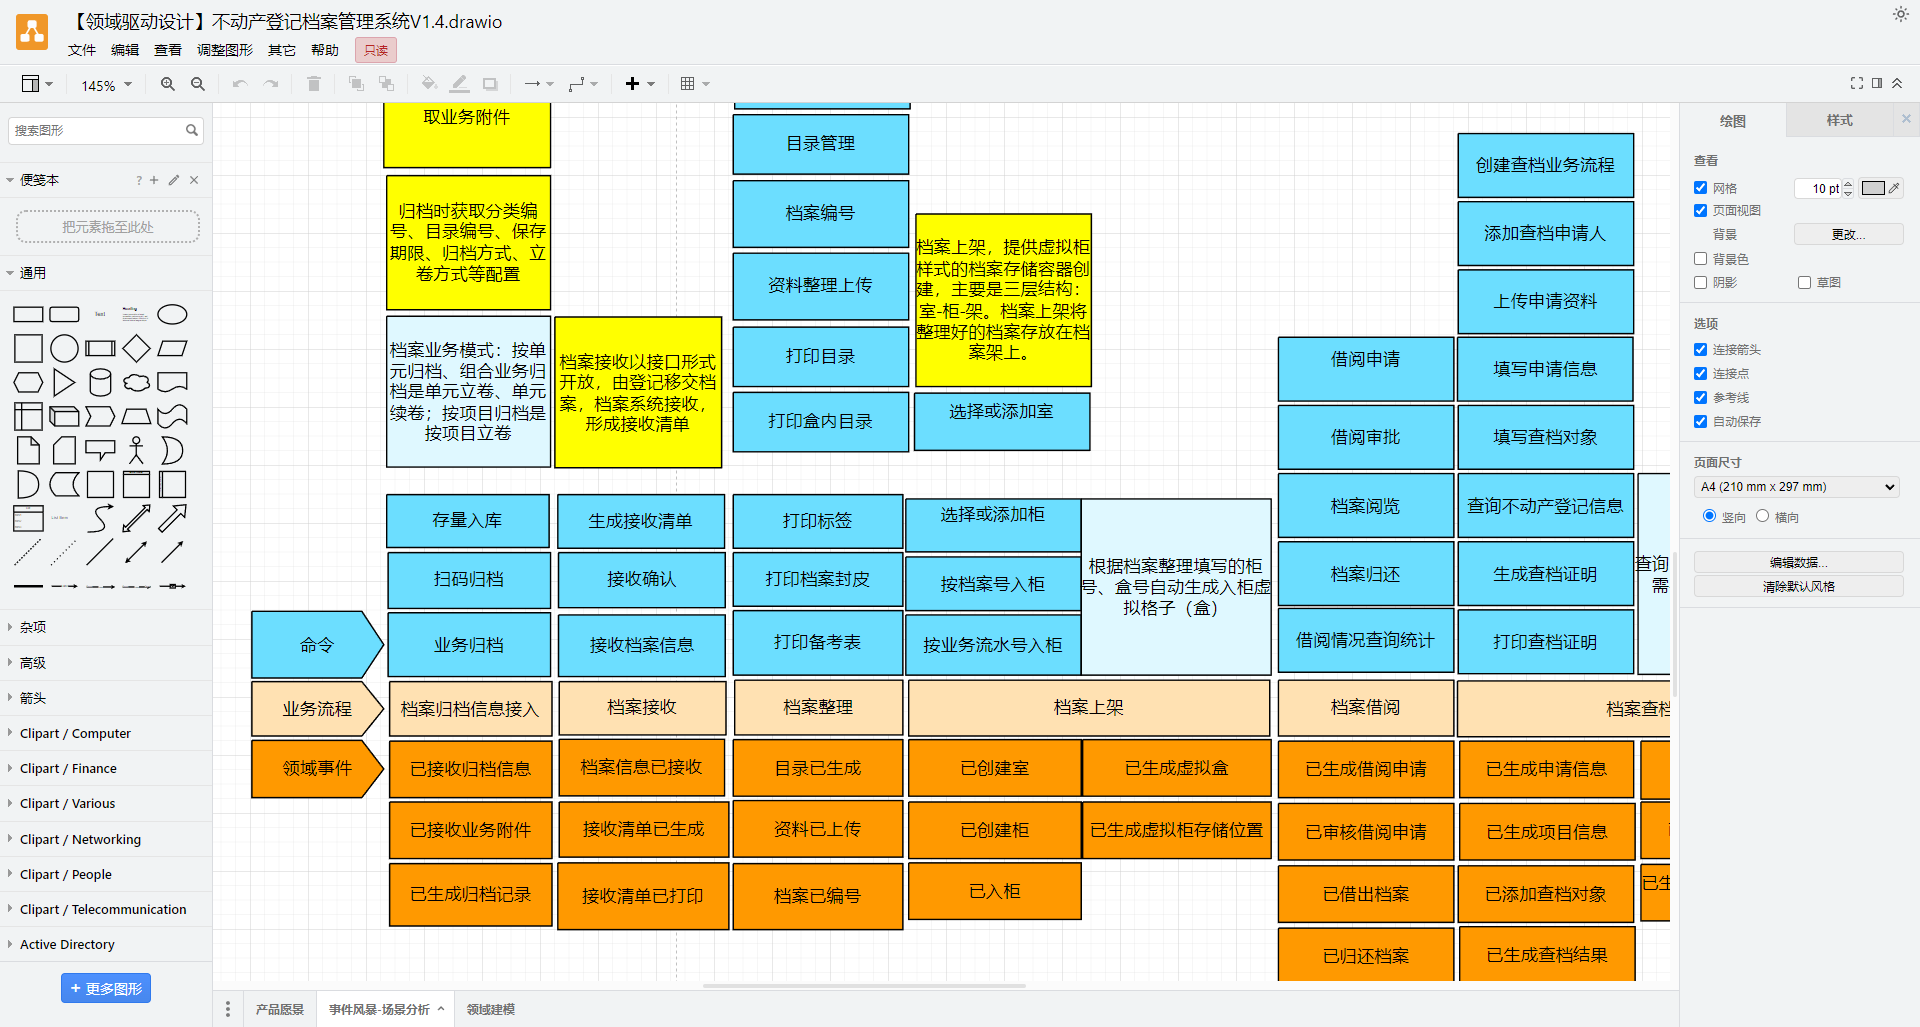 【领域驱动设计】不动产登记档案管理系统V1.4.drawio
文件
编辑
查看
调整图形
其它
帮助
只读
145%
搜索图形
便笺本
?
把元素拖至此处
通用
Text
Heading
List Item
杂项
高级
箭头
Clipart / Computer
Clipart / Finance
Clipart / Various
Clipart / Networking
Clipart / People
Clipart / Telecommunication
Active Directory
+ 更多图形
取业务附件
归档时获取分类编
号、目录编号、保存
期限、归档方式、立
卷方式等配置
档案业务模式：按单
元归档、组合业务归
档是单元立卷、单元
续卷；按项目归档是
按项目立卷
档案接收以接口形式
开放，由登记移交档
案，档案系统接收，
形成接收清单
目录管理
档案编号
资料整理上传
打印目录
打印盒内目录
档案上架，提供虚拟柜
样式的档案存储容器创
建，主要是三层结构：
室-柜-架。档案上架将
整理好的档案存放在档
案架上。
选择或添加室
创建查档业务流程
添加查档申请人
上传申请资料
借阅申请
填写申请信息
借阅审批
填写查档对象
存量入库
生成接收清单
打印标签
选择或添加柜
档案阅览
查询不动产登记信息
扫码归档
接收确认
打印档案封皮
按档案号入柜
根据档案整理填写的柜
号、盒号自动生成入柜虚
拟格子（盒）
档案归还
生成查档证明
查询
需
命令
业务归档
接收档案信息
打印备考表
按业务流水号入柜
借阅情况查询统计
打印查档证明
业务流程
档案归档信息接入
档案接收
档案整理
档案上架
档案借阅
档案查档
领域事件
已接收归档信息
档案信息已接收
目录已生成
已创建室
已生成虚拟盒
已生成借阅申请
已生成申请信息
已接收业务附件
接收清单已生成
资料已上传
已创建柜
已生成虚拟柜存储位置
已审核借阅申请
已生成项目信息
已生成归档记录
接收清单已打印
档案已编号
已入柜
已借出档案
已添加查档对象
已生
已归还档案
已生成查档结果
产品愿景
事件风暴-场景分析
领域建模
绘图
样式
查看
网格
10 pt
页面视图
背景
更改...
背景色
阴影
草图
选项
连接箭头
连接点
参考线
自动保存
页面尺寸
A4 (210 mm x 297 mm)
竖向
横向
编辑数据...
清除默认风格